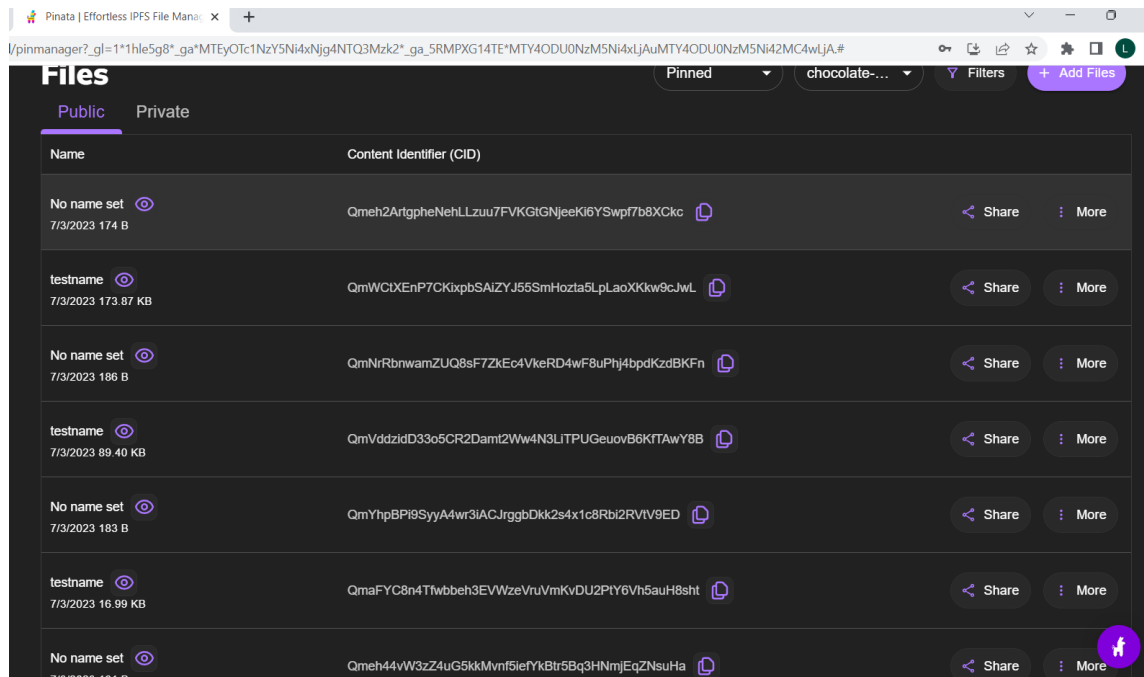 Pinata | Effortless IPFS File Manag
/pinmanager?_gl=1*1hle5g8*_ga*MTEyOTc1NzY5Ni4xNjg4NTQ3Mzk2*_ga_5RMPXG14TE*MTY4ODU0NzM5Ni4xLjAuMTY4ODU0NzM5Ni42MC4wLjA.#
L
Files
Pinned
chocolate-...
Filters
+ Add Files
Public Private
Name Content Identifier (CID)
No name set
7/3/2023 174 B
Qmeh2ArtgpheNehLLzuu7FVKGtGNjeeKi6YSwpf7b8XCkc
Share More
testname
7/3/2023 173.87 KB
QmWCtXEnP7CKixpbSAiZYJ55SmHozta5LpLaoXKkw9cJwL
Share More
No name set
7/3/2023 186 B
QmNrRbnwamZUQ8sF7ZkEc4VkeRD4wF8uPhj4bpdKzdBKFn
Share More
testname
7/3/2023 89.40 KB
QmVddzidD33o5CR2Damt2Ww4N3LiTPUGeuovB6KfTAwY8B
Share More
No name set
7/3/2023 183 B
QmYhpBPi9SyyA4wr3iACJrggbDkk2s4x1c8Rbi2RVtV9ED
Share More
testname
7/3/2023 16.99 KB
QmaFYC8n4Tfwbbeh3EVWzeVruVmKvDU2PtY6Vh5auH8sht
Share More
No name set
Qmeh44vW3zZ4uG5kkMvnf5iefYkBtr5Bq3HNmjEqZNsuHa
Share More